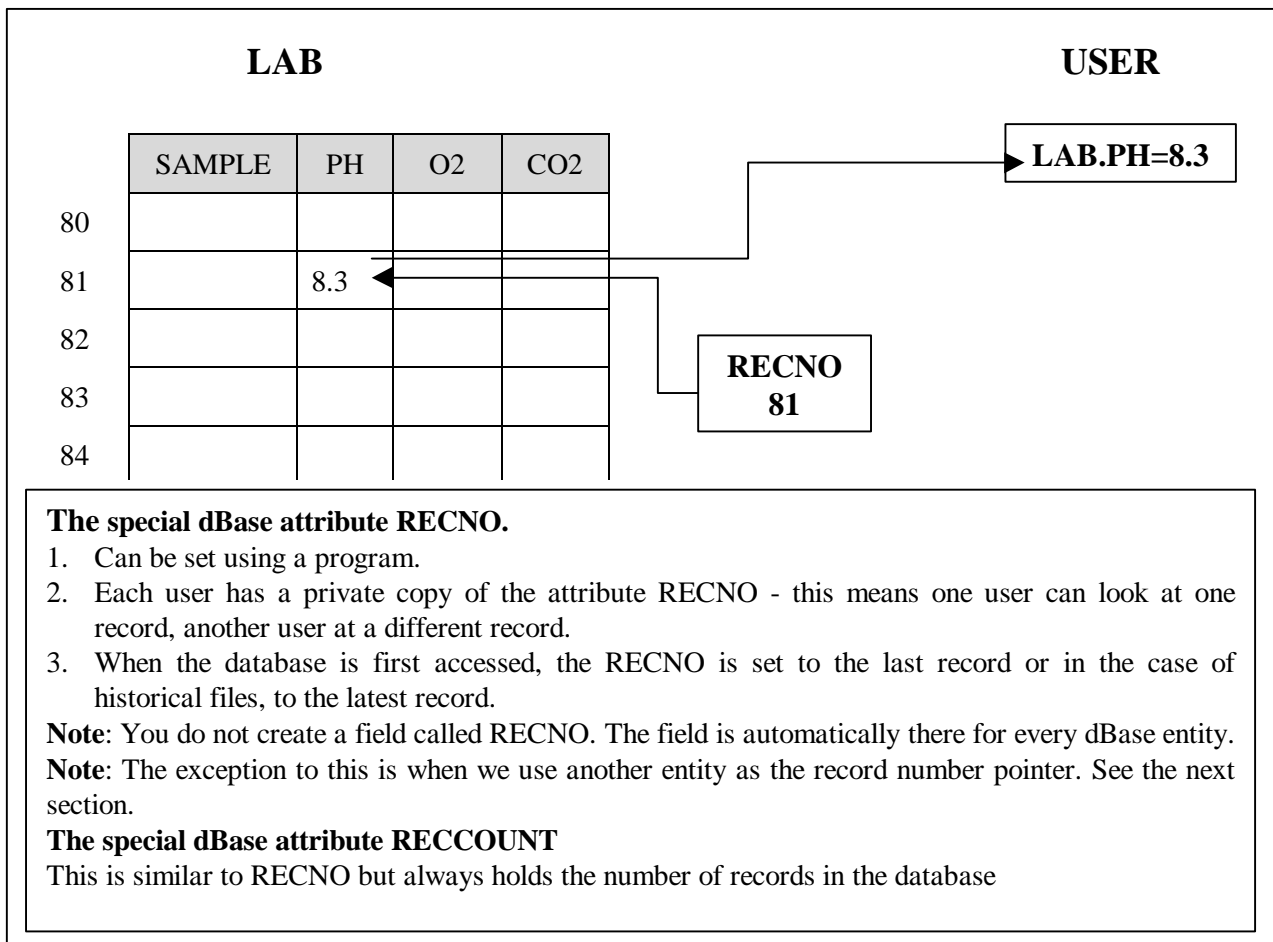 LAB
USER
LAB.PH=8.3
SAMPLE PH O2 CO2
80
81 8.3
82
83
84
RECNO
81
The special dBase attribute RECNO.
1. Can be set using a program.
2. Each user has a private copy of the attribute RECNO - this means one user can look at one
record, another user at a different record.
3. When the database is first accessed, the RECNO is set to the last record or in the case of
historical files, to the latest record.
Note: You do not create a field called RECNO. The field is automatically there for every dBase entity.
Note: The exception to this is when we use another entity as the record number pointer. See the next
section.
The special dBase attribute RECCOUNT
This is similar to RECNO but always holds the number of records in the database